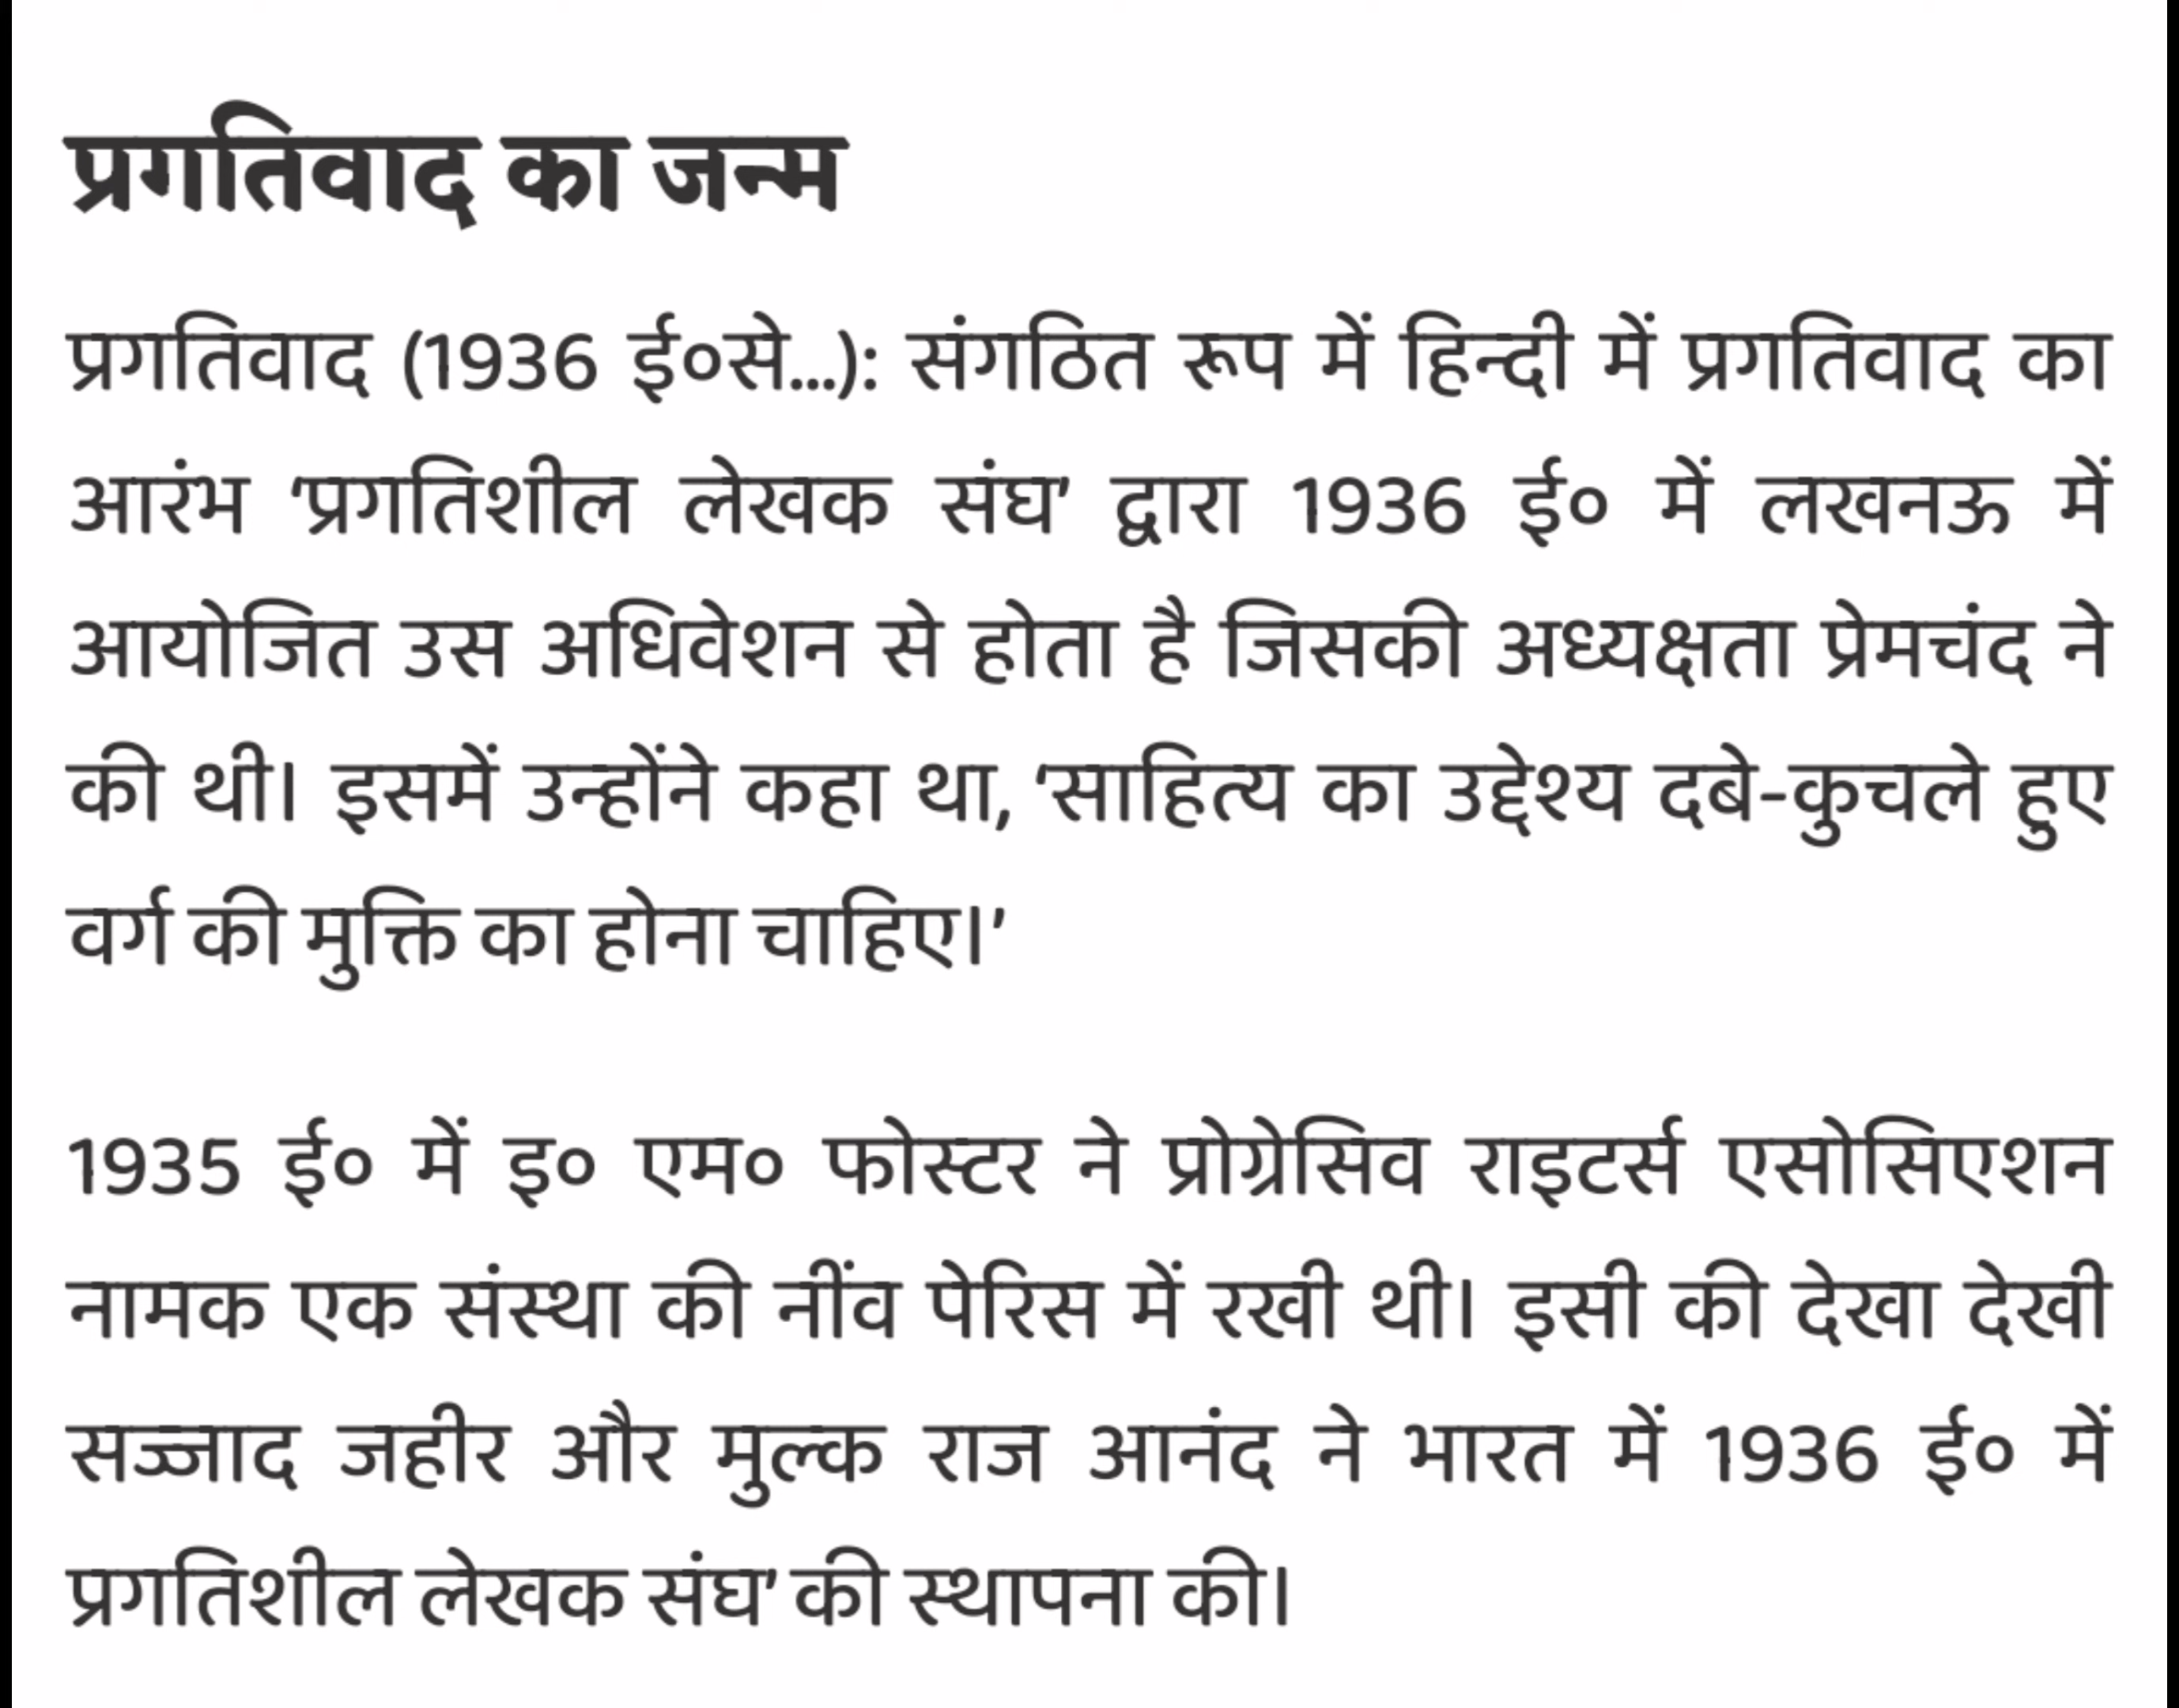 प्रगतिवाद का जन्म
प्रगतिवाद (1936 ई०से...): संगठित रूप में हिन्दी में प्रगतिवाद का
आरंभ ‘प्रगतिशील लेखक संघ’ द्वारा 1936 ई० में लखनऊ में
आयोजित उस अधिवेशन से होता है जिसकी अध्यक्षता प्रेमचंद ने
की थी। इसमें उन्होंने कहा था, ‘साहित्य का उद्देश्य दबे-कुचले हुए
वर्ग की मुक्ति का होना चाहिए।’
1935 ई० में इ० एम० फोस्टर ने प्रोग्रेसिव राइटर्स एसोसिएशन
नामक एक संस्था की नींव पेरिस में रखी थी। इसी की देखा देखी
सज्जाद जहीर और मुल्क राज आनंद ने भारत में 1936 ई० में
प्रगतिशील लेखक संघ’ की स्थापना की।